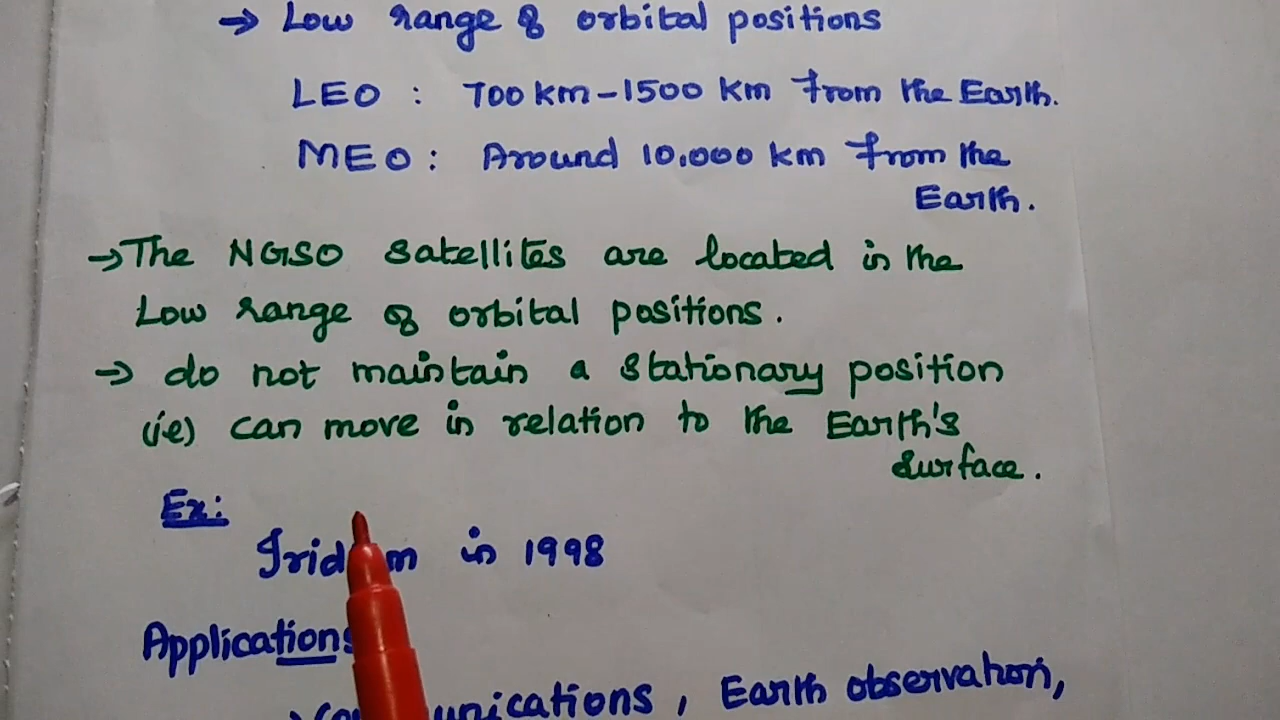 → Low range of orbital positions
LEO : 700 km - 1500 km from the Earth.
MEO : Around 10,000 km from the
Earth.
→ The NGSO satellites are located in the
Low range of orbital positions.
→ do not maintain a stationary position
(ie) can move in relation to the Earth's
surface.
Ex:
in 1998
Applications
, Earth observation,